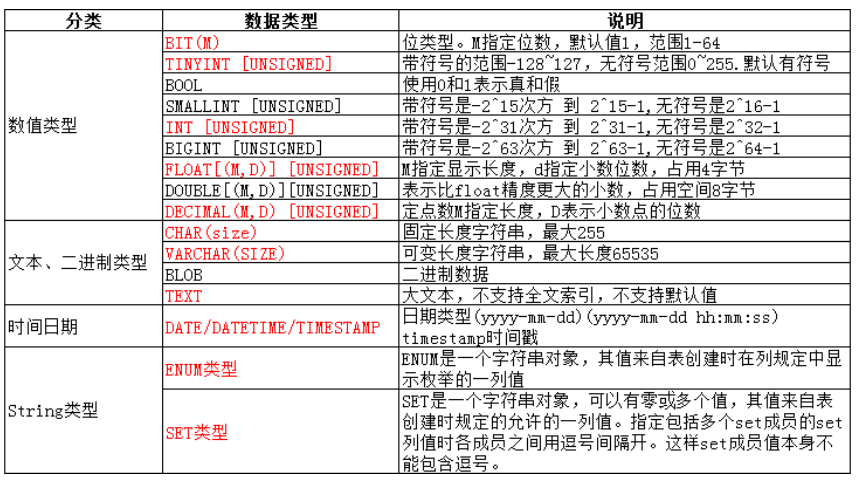 分类 数据类型 说明
数值类型
BIT(M) 位类型。M指定位数，默认值1，范围1-64
TINYINT [UNSIGNED] 带符号的范围-128~127，无符号范围0~255.默认有符号
BOOL 使用0和1表示真和假
SMALLINT [UNSIGNED] 带符号是-2^15次方 到 2^15-1,无符号是2^16-1
INT [UNSIGNED] 带符号是-2^31次方 到 2^31-1,无符号是2^32-1
BIGINT [UNSIGNED] 带符号是-2^63次方 到 2^63-1,无符号是2^64-1
FLOAT[(M,D)] [UNSIGNED] M指定显示长度，d指定小数位数，占用4字节
DOUBLE[(M,D)][UNSIGNED] 表示比float精度更大的小数，占用空间8字节
DECIMAL(M,D) [UNSIGNED] 定点数M指定长度，D表示小数点的位数
文本、二进制类型
CHAR(size) 固定长度字符串，最大255
VARCHAR(SIZE) 可变长度字符串，最大长度65535
BLOB 二进制数据
TEXT 大文本，不支持全文索引，不支持默认值
时间日期
DATE/DATETIME/TIMESTAMP 日期类型(yyyy-mm-dd)(yyyy-mm-dd hh:mm:ss)
timestamp时间戳
String类型
ENUM类型 ENUM是一个字符串对象，其值来自表创建时在列规定中显
示枚举的一列值
SET类型 SET是一个字符串对象，可以有零或多个值，其值来自表
创建时规定的允许的一列值。指定包括多个set成员的set
列值时各成员之间用逗号间隔开。这样set成员值本身不
能包含逗号。